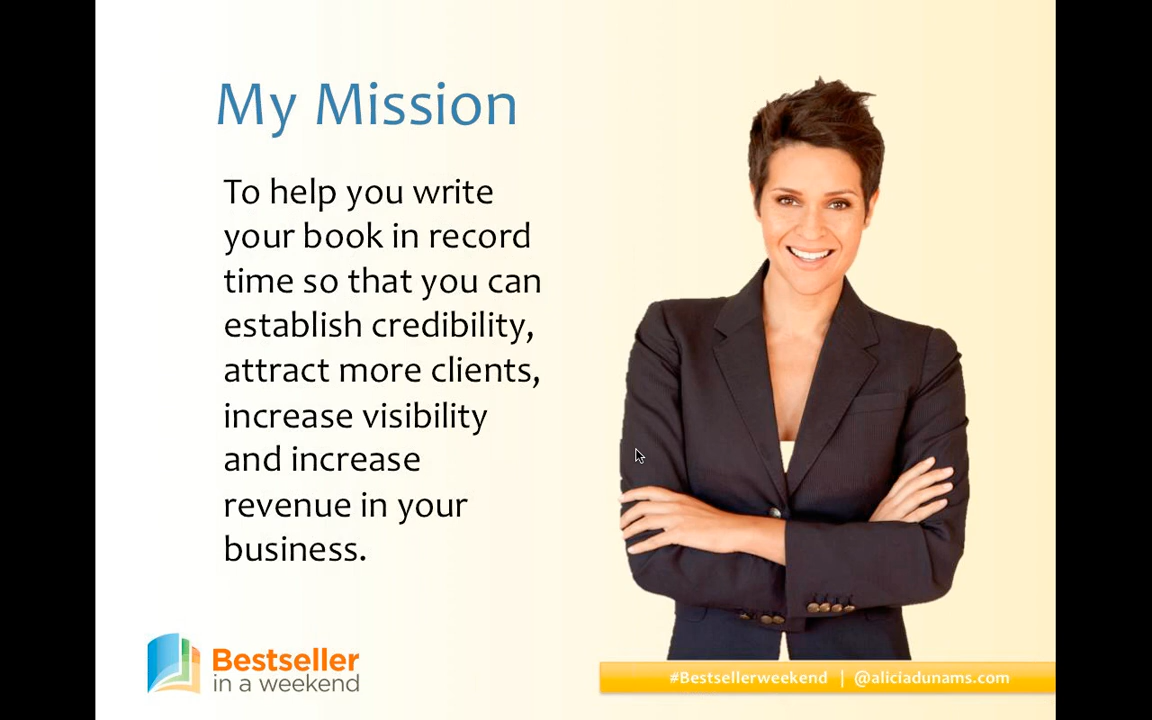 My Mission
To help you write
your book in record
time so that you can
establish credibility,
attract more clients,
increase visibility
and increase
revenue in your
business.
Bestseller
in a weekend
#Bestsellerweekend | @aliciadunams.com